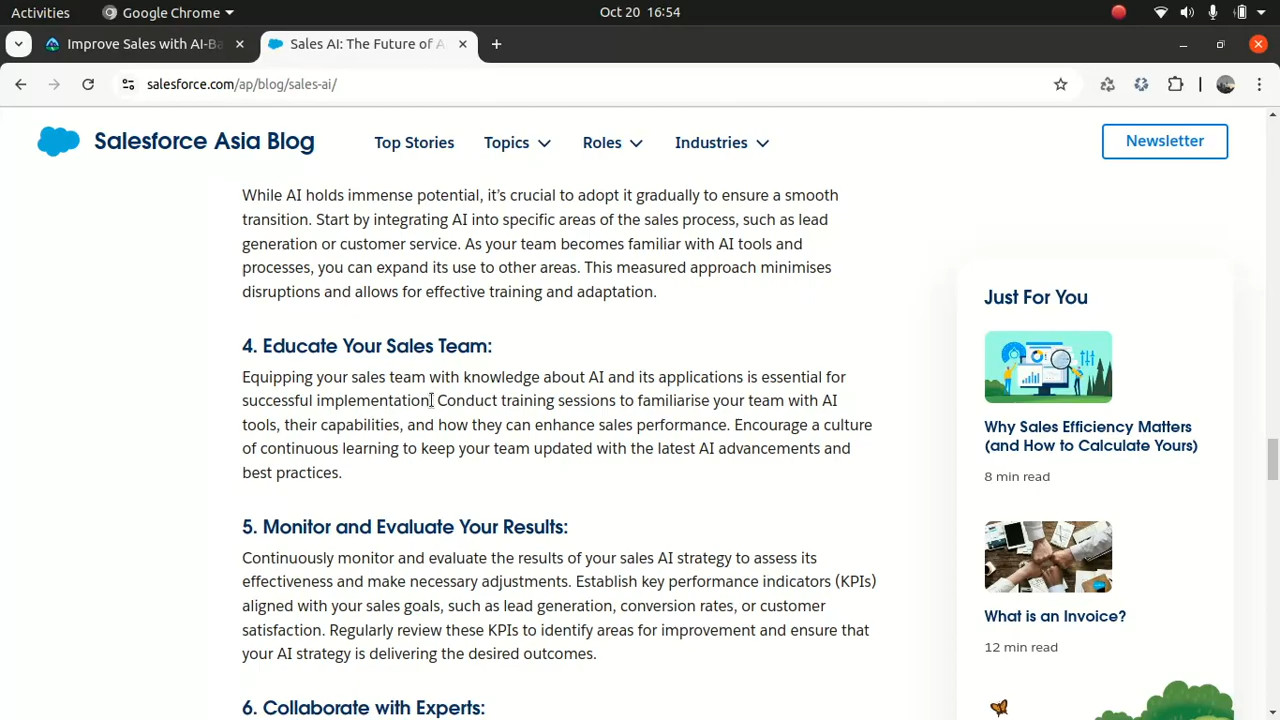 Activities
Google Chrome
Oct 20 16:54
Improve Sales with AI-Ba
Sales AI: The Future of A
salesforce.com/ap/blog/sales-ai/
Salesforce Asia Blog
Top Stories
Topics
Roles
Industries
Newsletter
While AI holds immense potential, it's crucial to adopt it gradually to ensure a smooth
transition. Start by integrating AI into specific areas of the sales process, such as lead
generation or customer service. As your team becomes familiar with AI tools and
processes, you can expand its use to other areas. This measured approach minimises
disruptions and allows for effective training and adaptation.
4. Educate Your Sales Team:
Equipping your sales team with knowledge about AI and its applications is essential for
successful implementation. Conduct training sessions to familiarise your team with AI
tools, their capabilities, and how they can enhance sales performance. Encourage a culture
of continuous learning to keep your team updated with the latest AI advancements and
best practices.
5. Monitor and Evaluate Your Results:
Continuously monitor and evaluate the results of your sales AI strategy to assess its
effectiveness and make necessary adjustments. Establish key performance indicators (KPIs)
aligned with your sales goals, such as lead generation, conversion rates, or customer
satisfaction. Regularly review these KPIs to identify areas for improvement and ensure that
your AI strategy is delivering the desired outcomes.
6. Collaborate with Experts:
Just For You
Why Sales Efficiency Matters
(and How to Calculate Yours)
8 min read
What is an Invoice?
12 min read